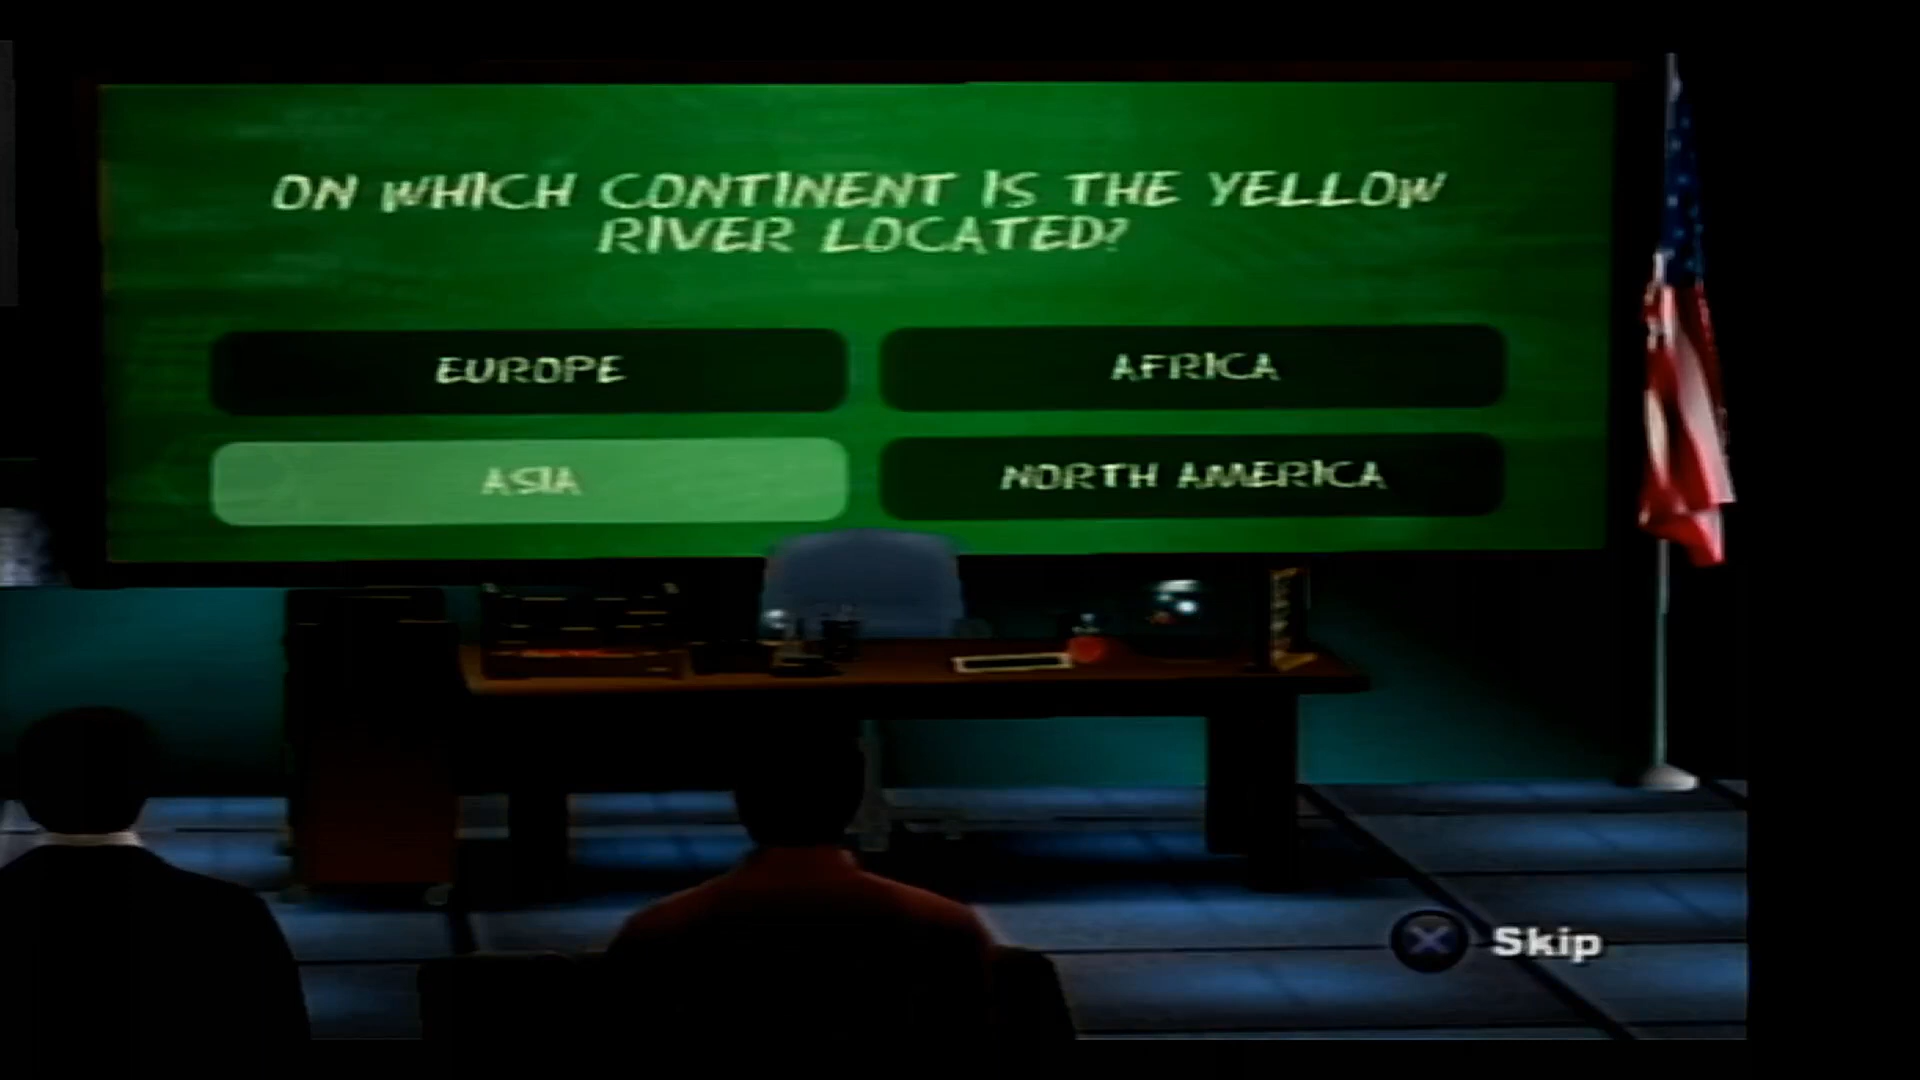 ON WHICH CONTINENT IS THE YELLOW
RIVER LOCATED?
EUROPE
AFRICA
ASIA
NORTH AMERICA
Skip